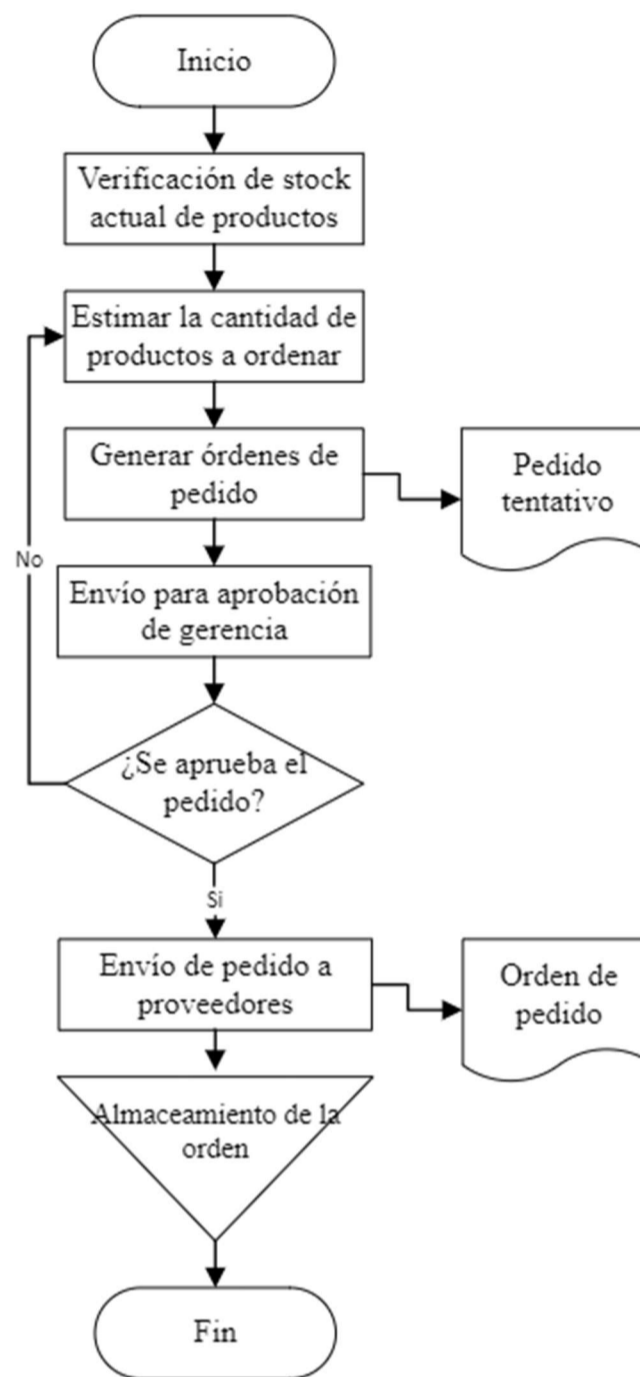 Inicio
Verificación de stock
actual de productos
Estimar la cantidad de
productos a ordenar
Generar órdenes de
pedido
Pedido
tentativo
No
Envío para aprobación
de gerencia
¿Se aprueba el
pedido?
Si
Envío de pedido a
proveedores
Orden de
pedido
Almaceamiento de la
orden
Fin